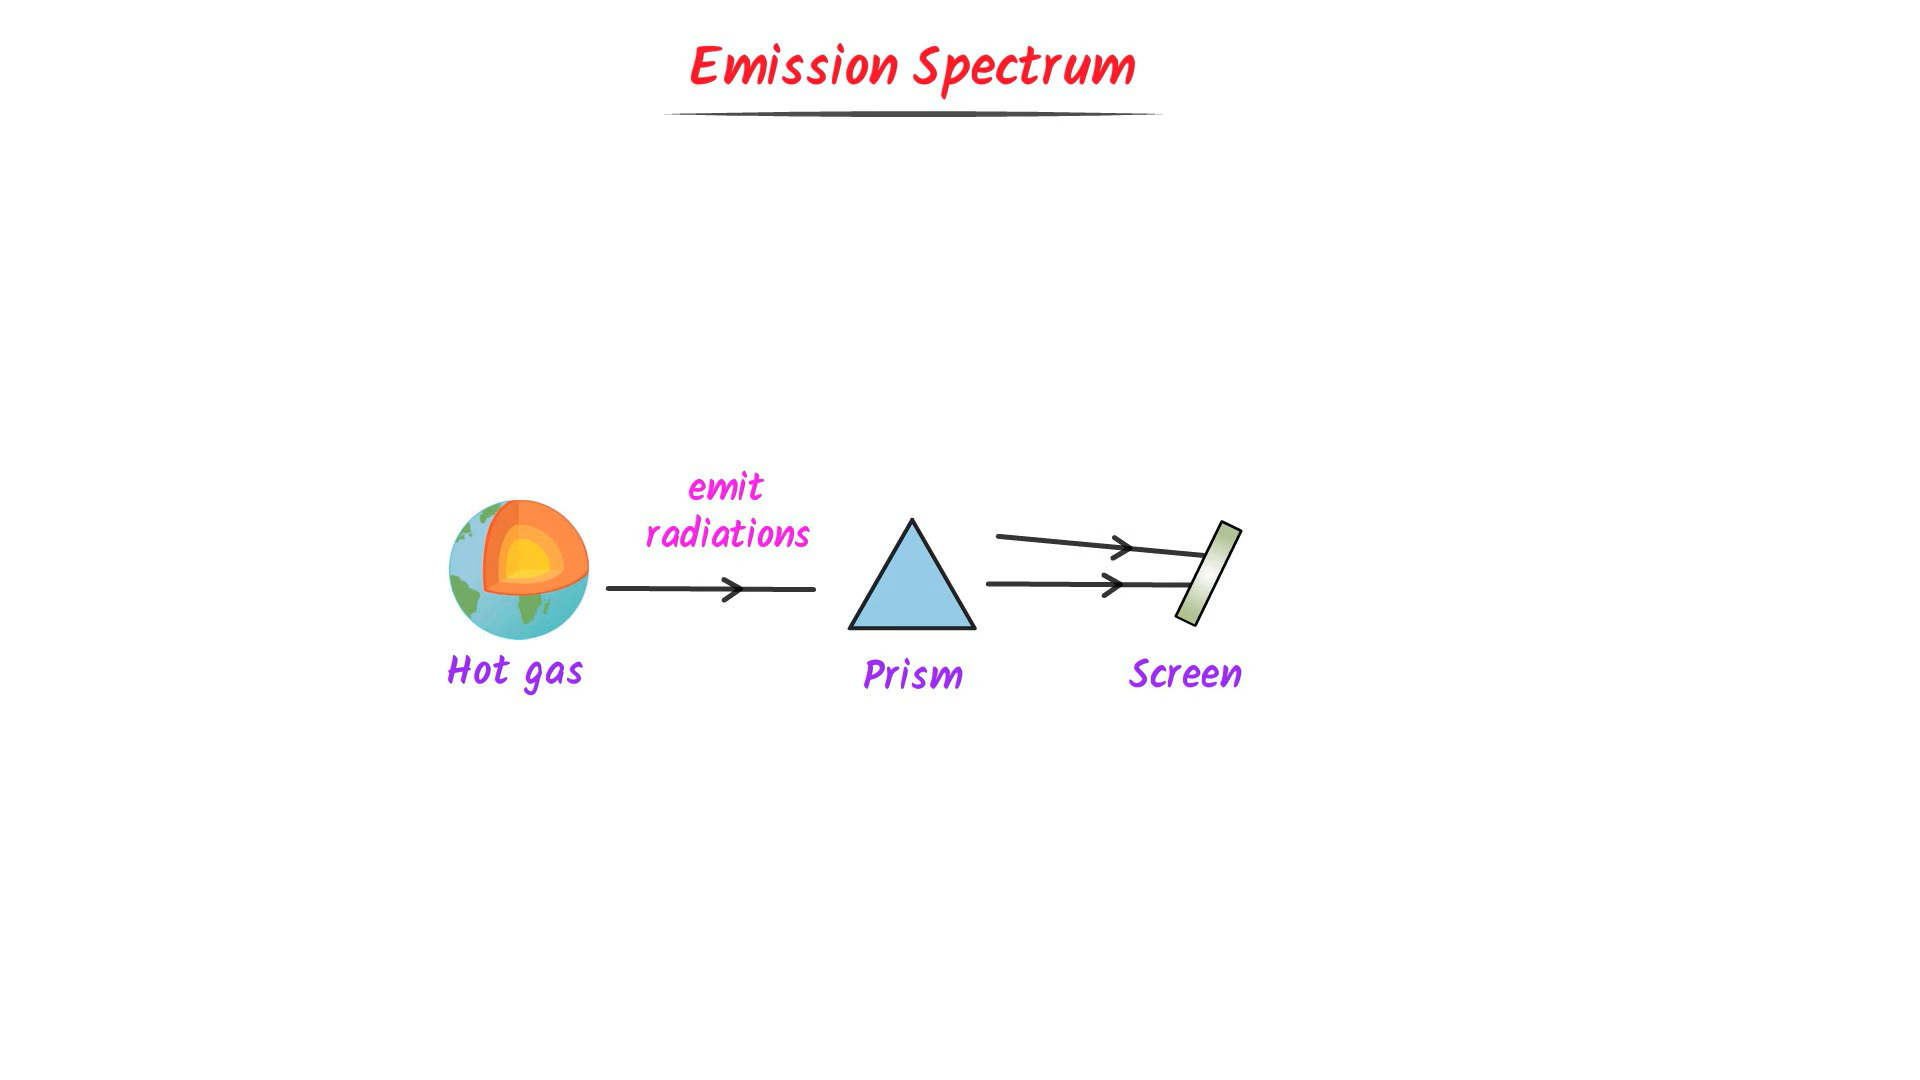 Emission Spectrum
emit
radiations
Hot gas
Prism
Screen